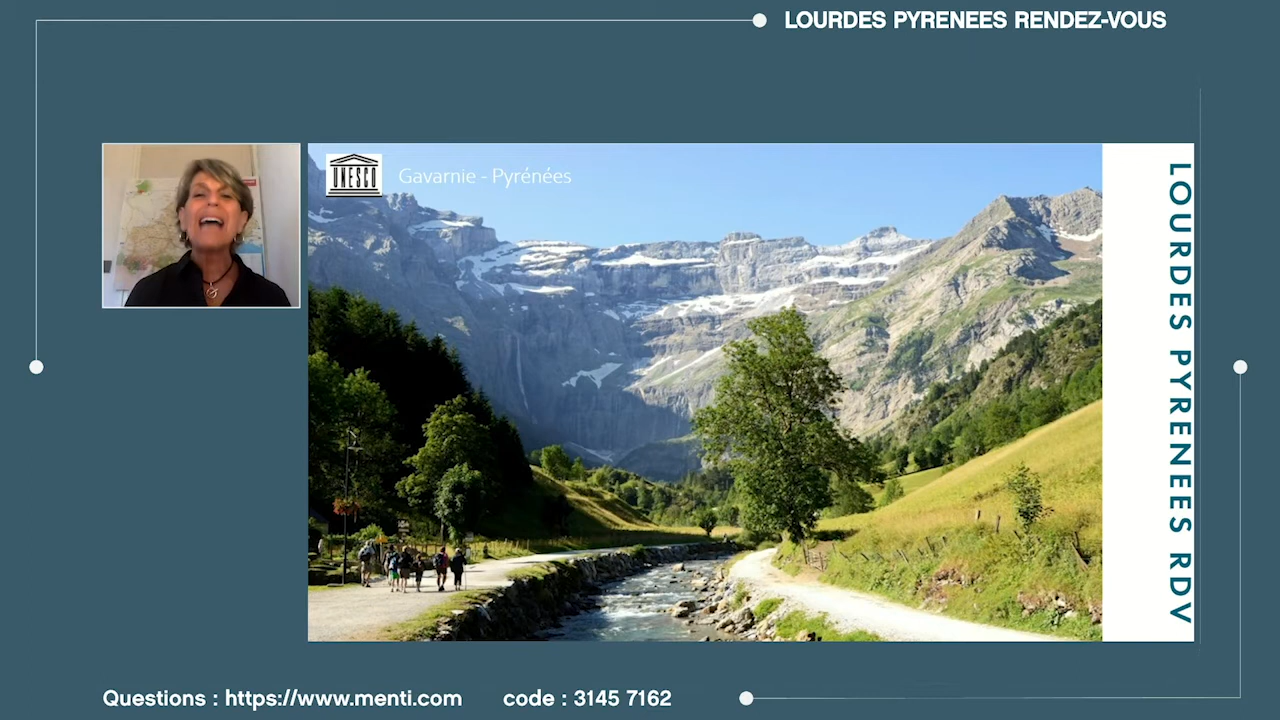 LOURDES PYRENEES RENDEZ-VOUS
UNESCO
Gavarnie - Pyrénées
LOURDES PYRENEES RDV
Questions : https://www.menti.com code : 3145 7162